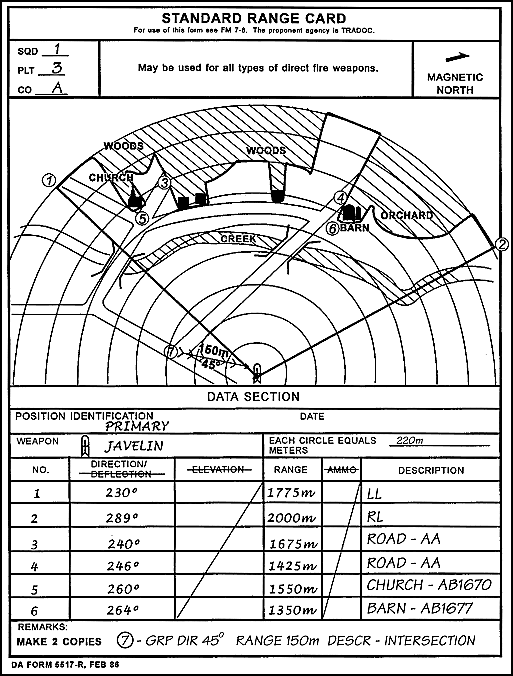 STANDARD RANGE CARD
For use of this form see FM 7-8. The proponent agency is TRADOC.
SQD 1
PLT 3
CO A
May be used for all types of direct fire weapons.
MAGNETIC
NORTH
WOODS
WOODS
CHURCH
1
3
4
5
6
BARN
ORCHARD
CREEK
2
7
150m
45°
DATA SECTION
POSITION IDENTIFICATION
PRIMARY
DATE
WEAPON JAVELIN
EACH CIRCLE EQUALS 220m
METERS
NO. DIRECTION/ DEFLECTION ELEVATION RANGE AMMO DESCRIPTION
1 230° 1775m LL
2 289° 2000m RL
3 240° 1675m ROAD - AA
4 246° 1425m ROAD - AA
5 260° 1550m CHURCH - AB1670
6 264° 1350m BARN - AB1677
REMARKS:
MAKE 2 COPIES 7 - GRP DIR 45° RANGE 150m DESCR - INTERSECTION
DA FORM 5517-R, FEB 86